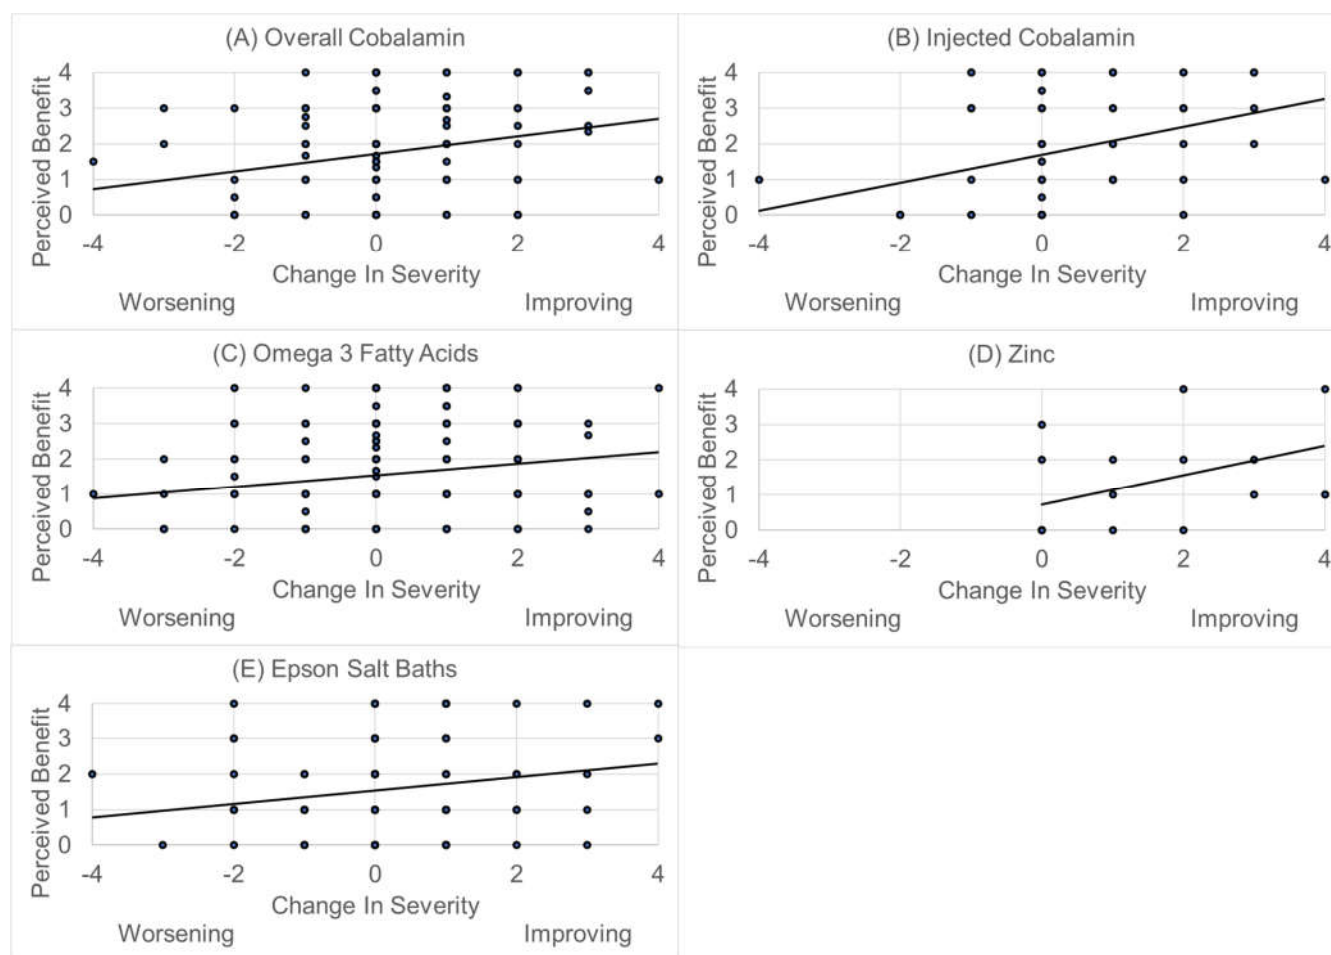 (A) Overall Cobalamin
Perceived Benefit
4
3
2
1
0
-4 -2 0 2 4
Change In Severity
Worsening Improving
(B) Injected Cobalamin
Perceived Benefit
4
3
2
1
0
-4 -2 0 2 4
Change In Severity
Worsening Improving
(C) Omega 3 Fatty Acids
Perceived Benefit
4
3
2
1
0
-4 -2 0 2 4
Change In Severity
Worsening Improving
(D) Zinc
Perceived Benefit
4
3
2
1
0
-4 -2 0 2 4
Change In Severity
Worsening Improving
(E) Epson Salt Baths
Perceived Benefit
4
3
2
1
0
-4 -2 0 2 4
Change In Severity
Worsening Improving